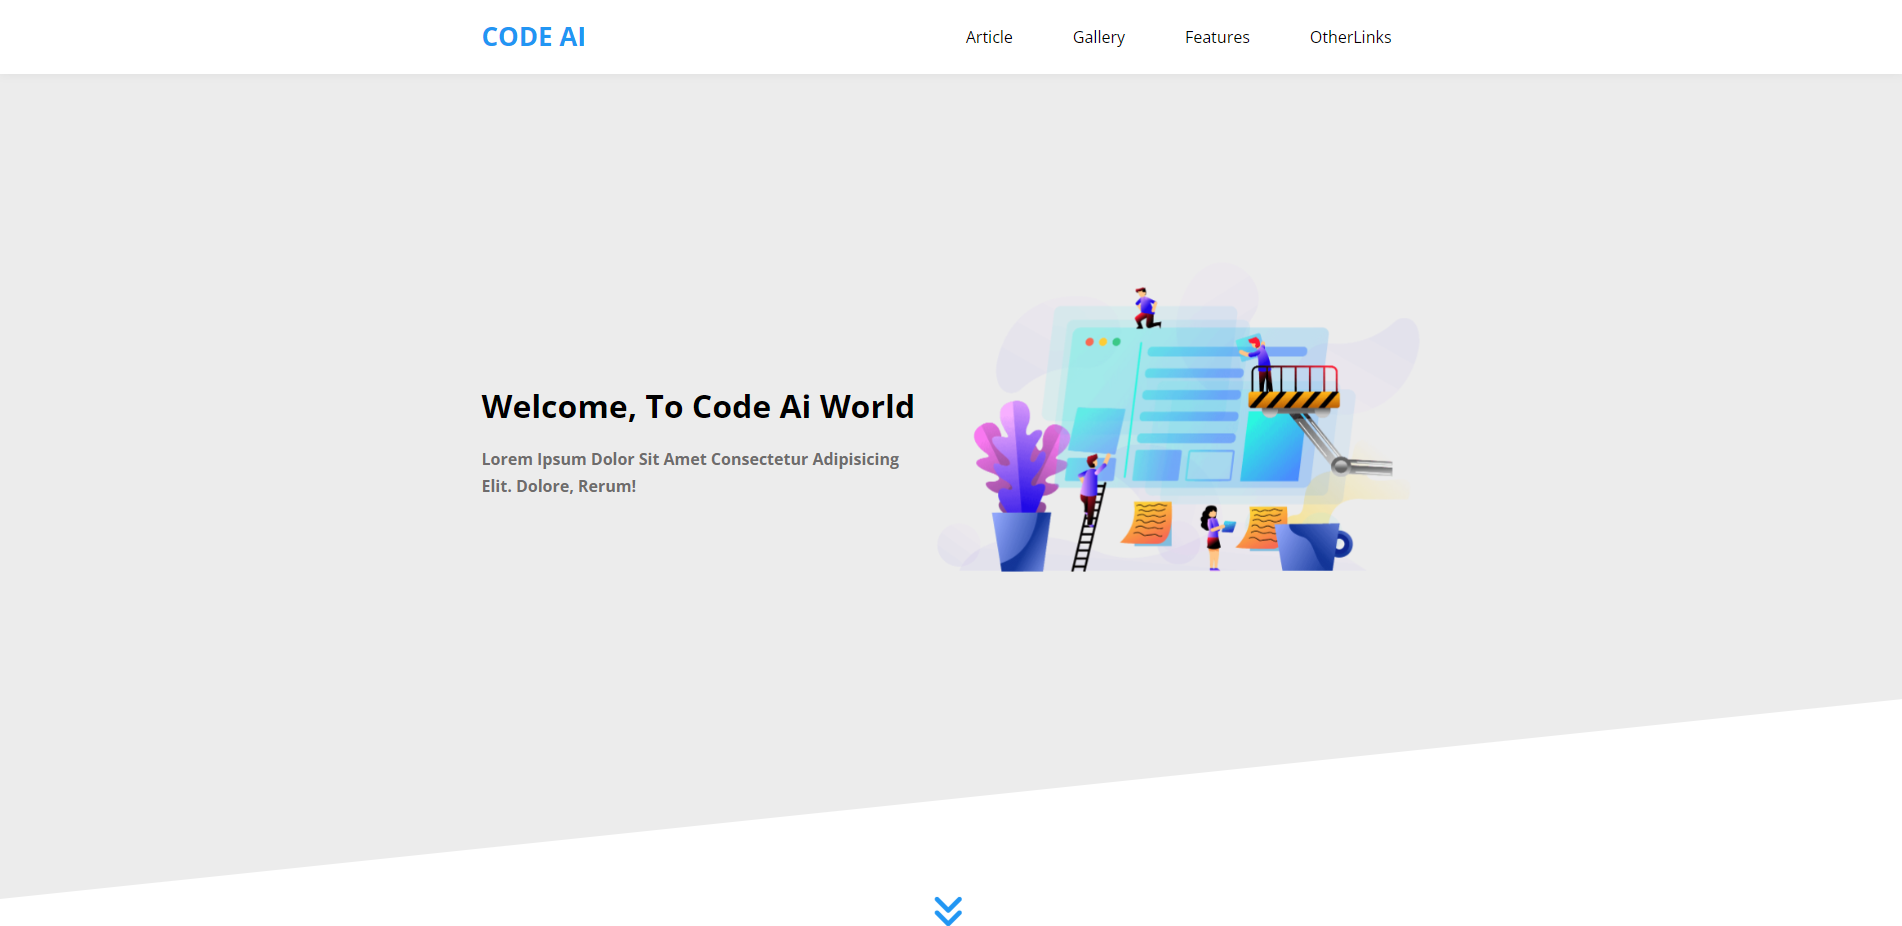 CODE AI
Article
Gallery
Features
OtherLinks
Welcome, To Code Ai World
Lorem Ipsum Dolor Sit Amet Consectetur Adipisicing
Elit. Dolore, Rerum!